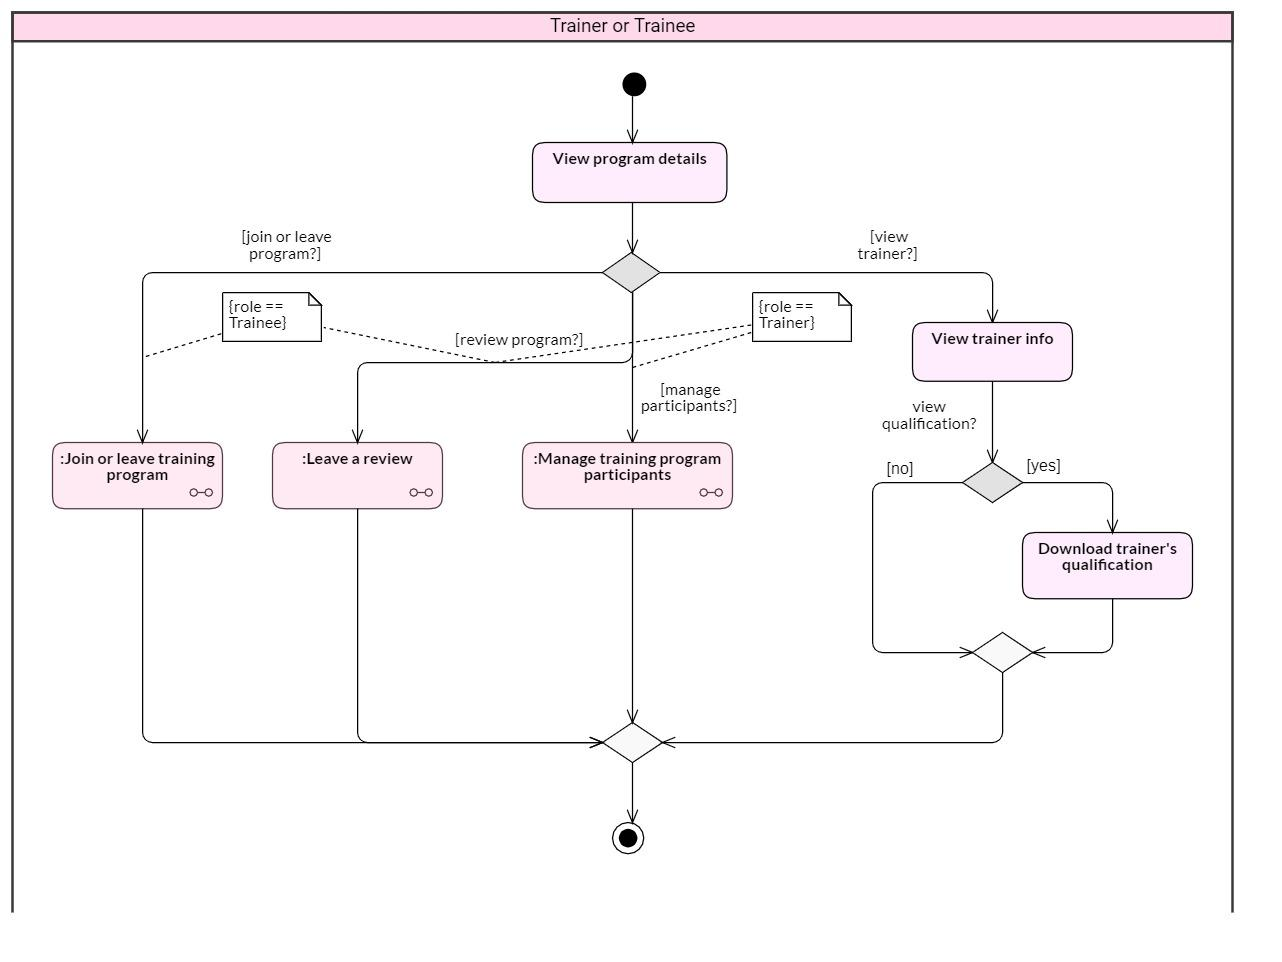 Trainer or Trainee
View program details
[join or leave
program?]
[view
trainer?]
{role ==
Trainee}
{role ==
Trainer}
[review program?]
View trainer info
[manage
participants?]
view
qualification?
:Join or leave training
program
:Leave a review
:Manage training program
participants
[no]
[yes]
Download trainer's
qualification